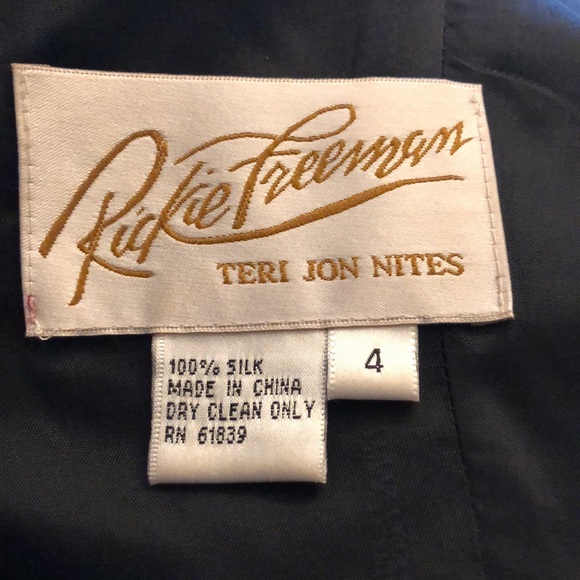 Rickie Freeman
TERI JON NITES
100% SILK
MADE IN CHINA
DRY CLEAN ONLY
RN 61839
4